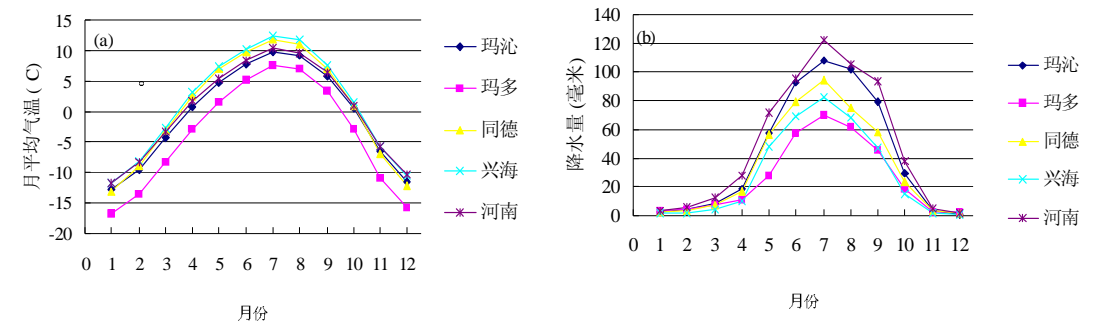 (a)
月平均气温 ( C)
15
10
5
0
-5
-10
-15
-20
0 1 2 3 4 5 6 7 8 9 10 11 12
月份
玛沁
玛多
同德
兴海
河南
(b)
降水量 (毫米)
140
120
100
80
60
40
20
0
0 1 2 3 4 5 6 7 8 9 10 11 12
月份
玛沁
玛多
同德
兴海
河南